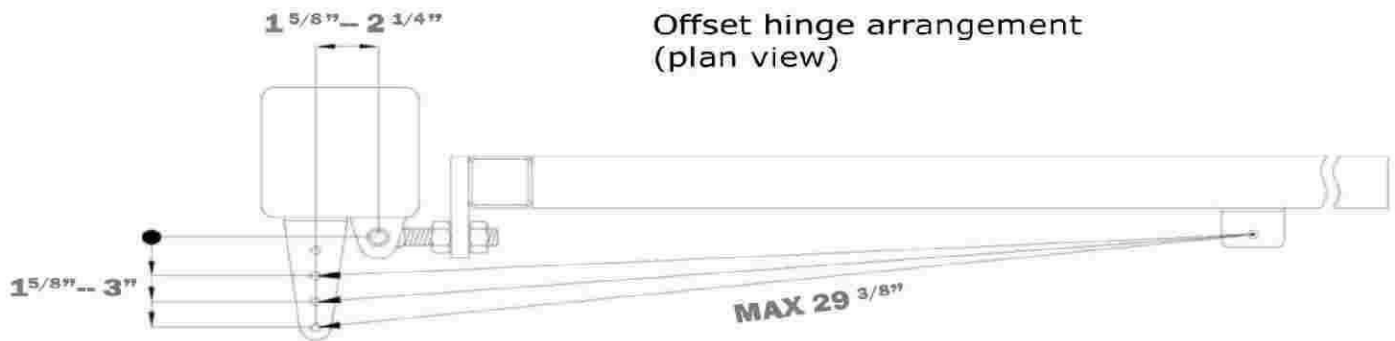 1 5/8"– 2 1/4"
Offset hinge arrangement
(plan view)
1 5/8"-- 3"
MAX 29 3/8"